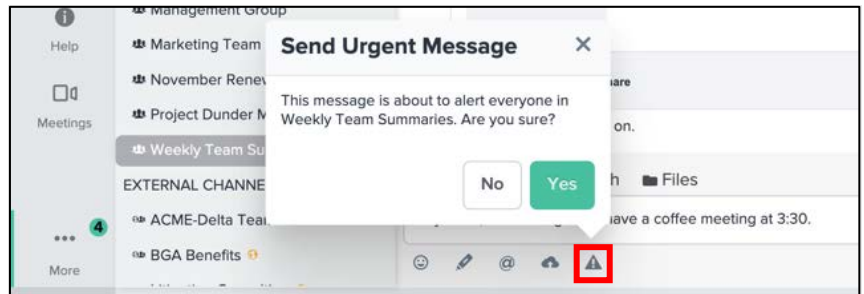 Management Group
Help
Marketing Team
Send Urgent Message
November Renew
are
This message is about to alert everyone in
Weekly Team Summaries. Are you sure?
Meetings
Project Dunder M
on.
Weekly Team Su
No
Yes
EXTERNAL CHANNE
h
Files
4
ACME-Delta Tea
have a coffee meeting at 3:30.
More
BGA Benefits
@